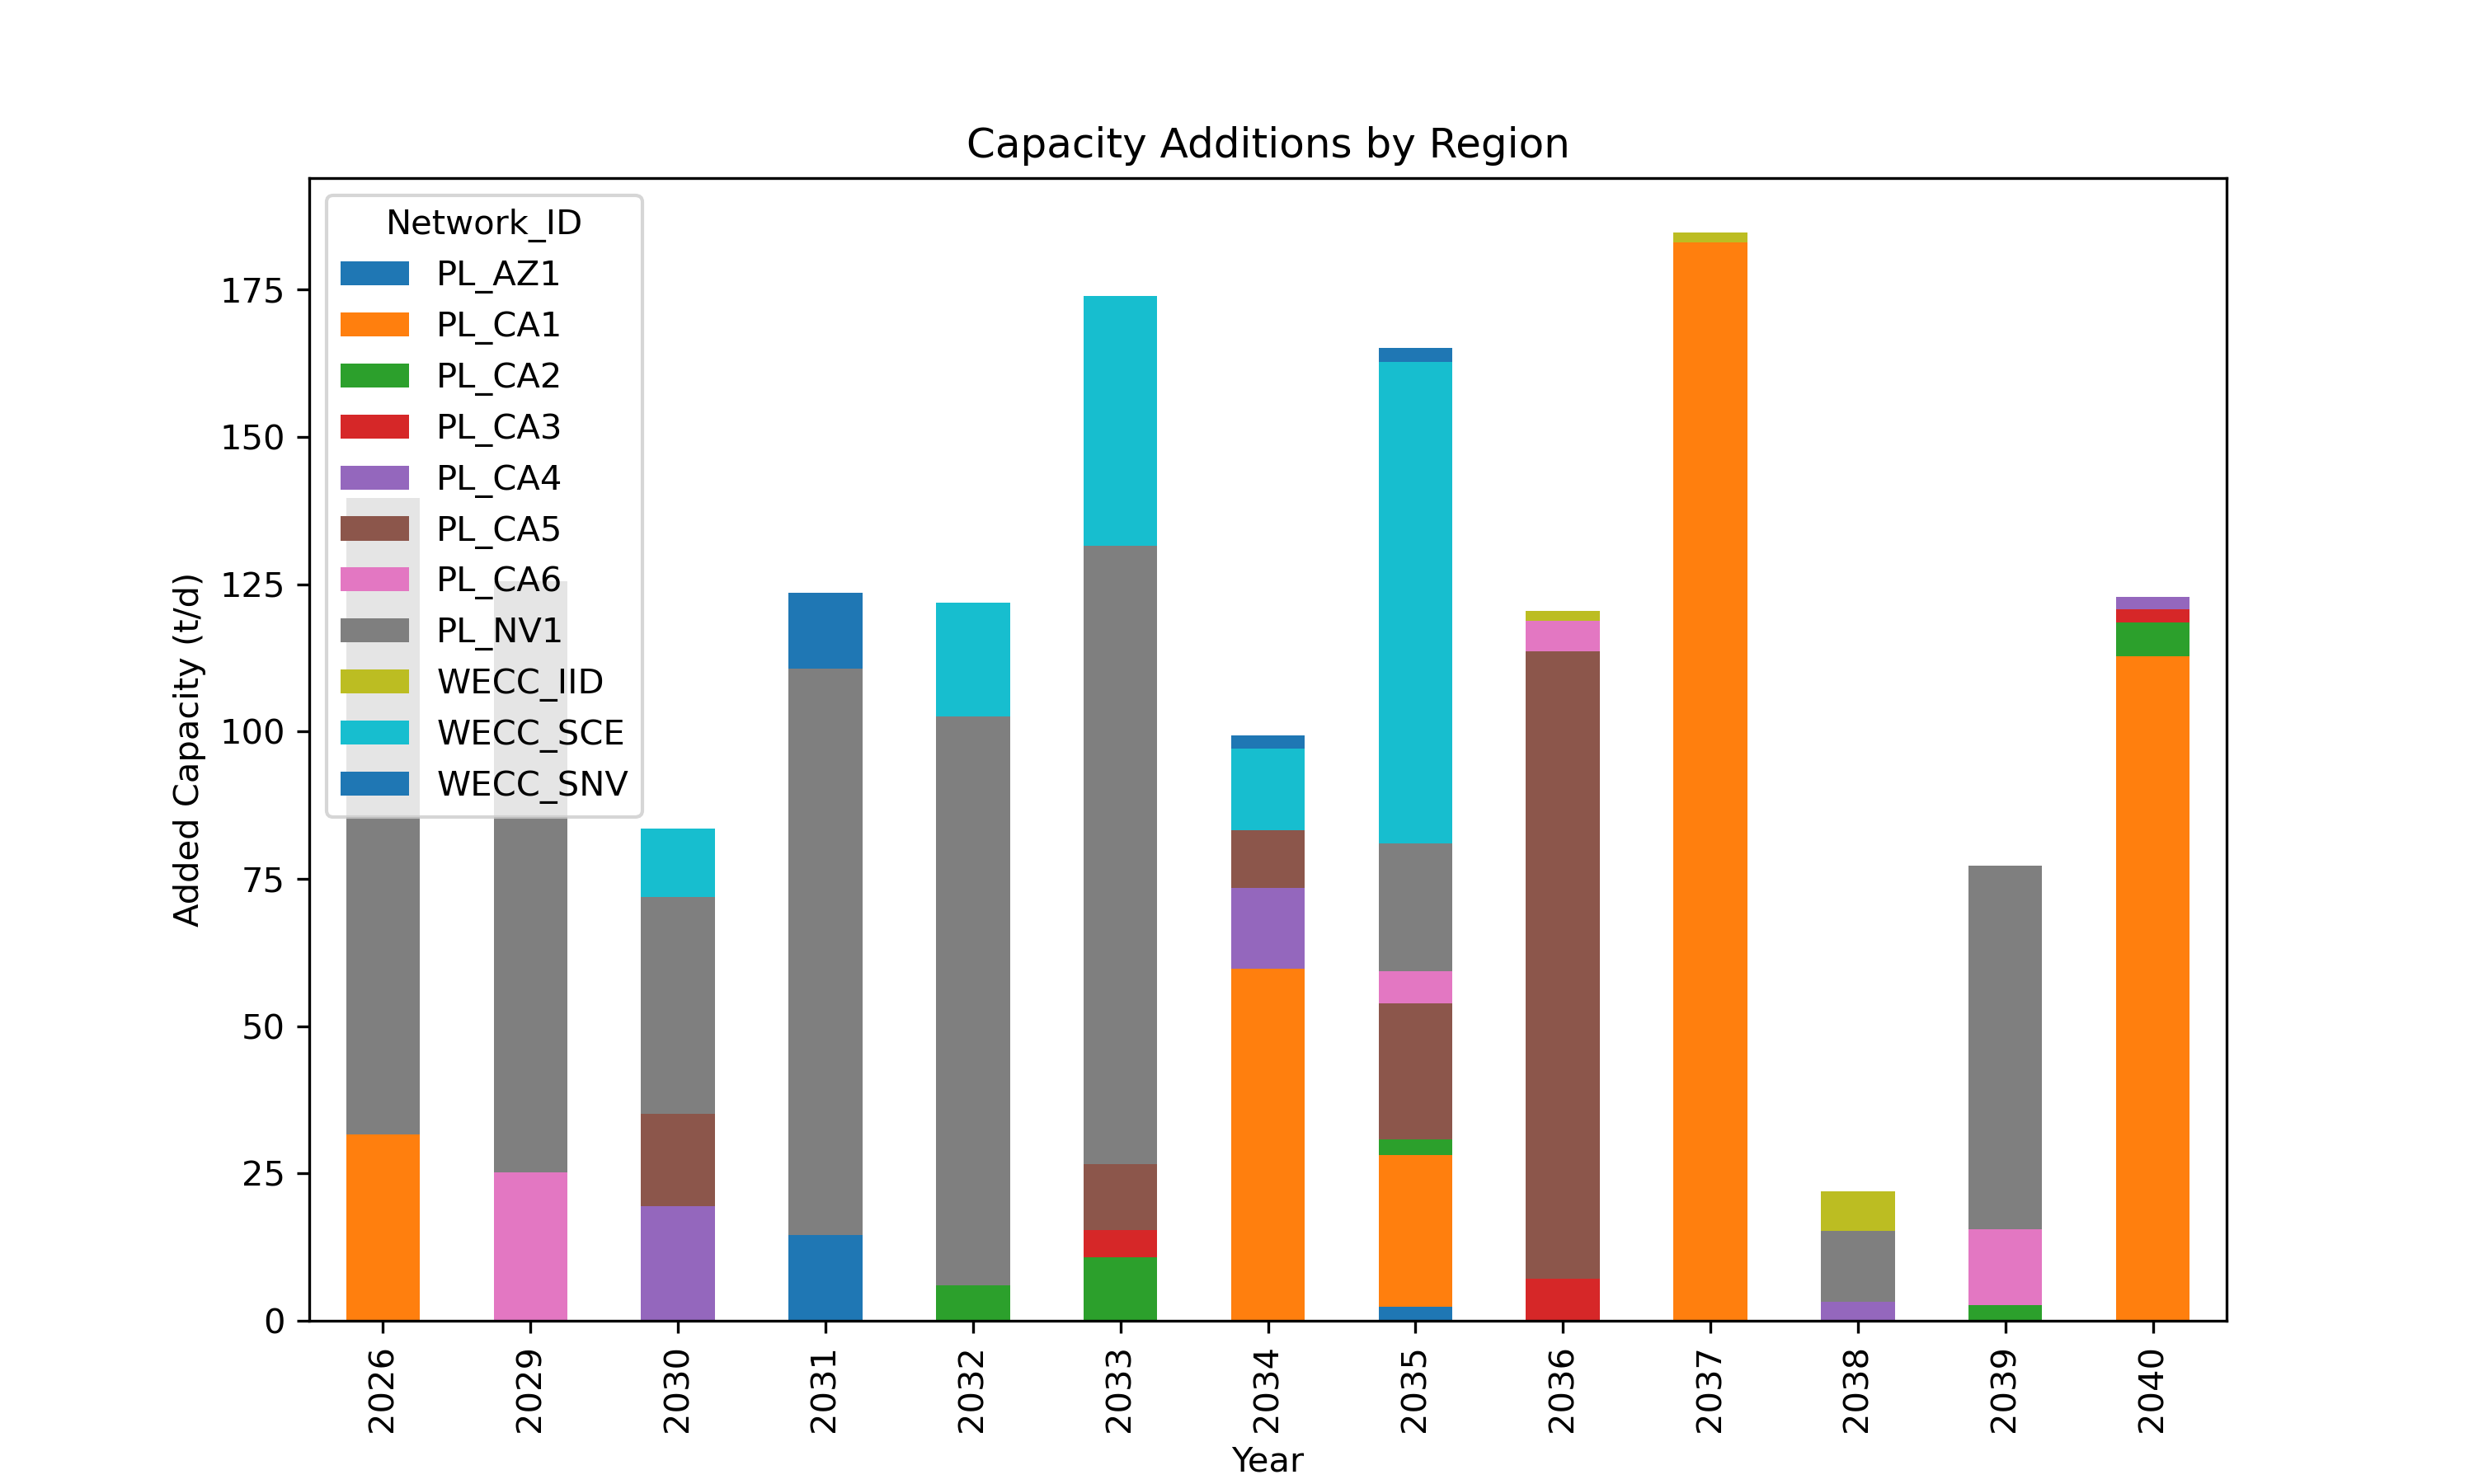 Capacity Additions by Region
Network_ID
PL_AZ1
PL_CA1
PL_CA2
PL_CA3
PL_CA4
PL_CA5
PL_CA6
PL_NV1
WECC_IID
WECC_SCE
WECC_SNV
Added Capacity (t/d)
175
150
125
100
75
50
25
0
2026
2029
2030
2031
2032
2033
2034
2035
2036
2037
2038
2039
2040
Year